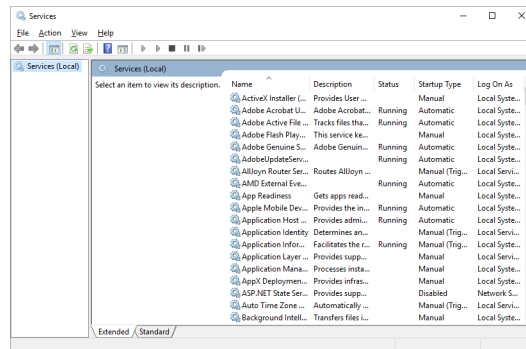 Services
File Action View Help
Services (Local)
Services (Local)
Select an item to view its description.
Name Description Status Startup Type Log On As
ActiveX Installer (... Provides User ... Manual Local Syste...
Adobe Acrobat U... Adobe Acrobat... Running Automatic Local Syste...
Adobe Active File ... Tracks files tha... Running Automatic Local Syste...
Adobe Flash Play... This service ke... Manual Local Syste...
Adobe Genuine S... Adobe Genuin... Running Automatic Local Syste...
AdobeUpdateServ... Running Automatic Local Syste...
AllJoyn Router Ser... Routes AllJoyn ... Manual (Trig... Local Servi...
AMD External Eve... Running Automatic Local Syste...
App Readiness Gets apps read... Manual Local Syste...
Apple Mobile Dev... Provides the in... Running Automatic Local Syste...
Application Host ... Provides admi... Running Automatic Local Syste...
Application Identity Determines an... Manual (Trig... Local Servi...
Application Infor... Facilitates the r... Running Manual (Trig... Local Syste...
Application Layer ... Provides supp... Manual Local Servi...
Application Mana... Processes insta... Manual Local Syste...
AppX Deploymen... Provides infras... Manual Local Syste...
ASP.NET State Ser... Provides supp... Disabled Network S...
Auto Time Zone ... Automatically ... Manual (Trig... Local Servi...
Background Intell... Transfers files i... Manual Local Syste...
Extended Standard